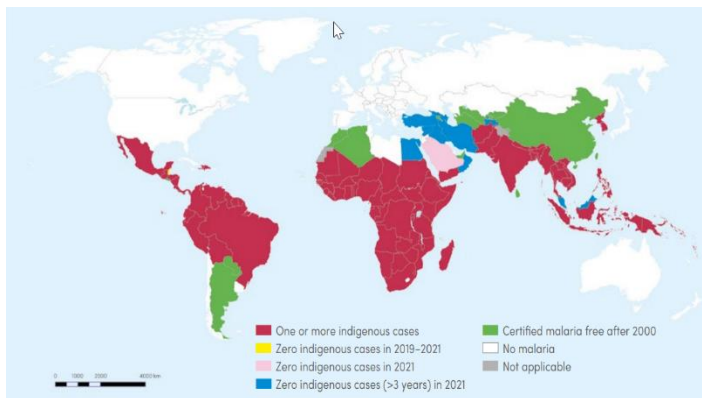 One or more indigenous cases
Zero indigenous cases in 2019–2021
Zero indigenous cases in 2021
Zero indigenous cases (>3 years) in 2021
Certified malaria free after 2000
No malaria
Not applicable
0 1000 2000 4000 km